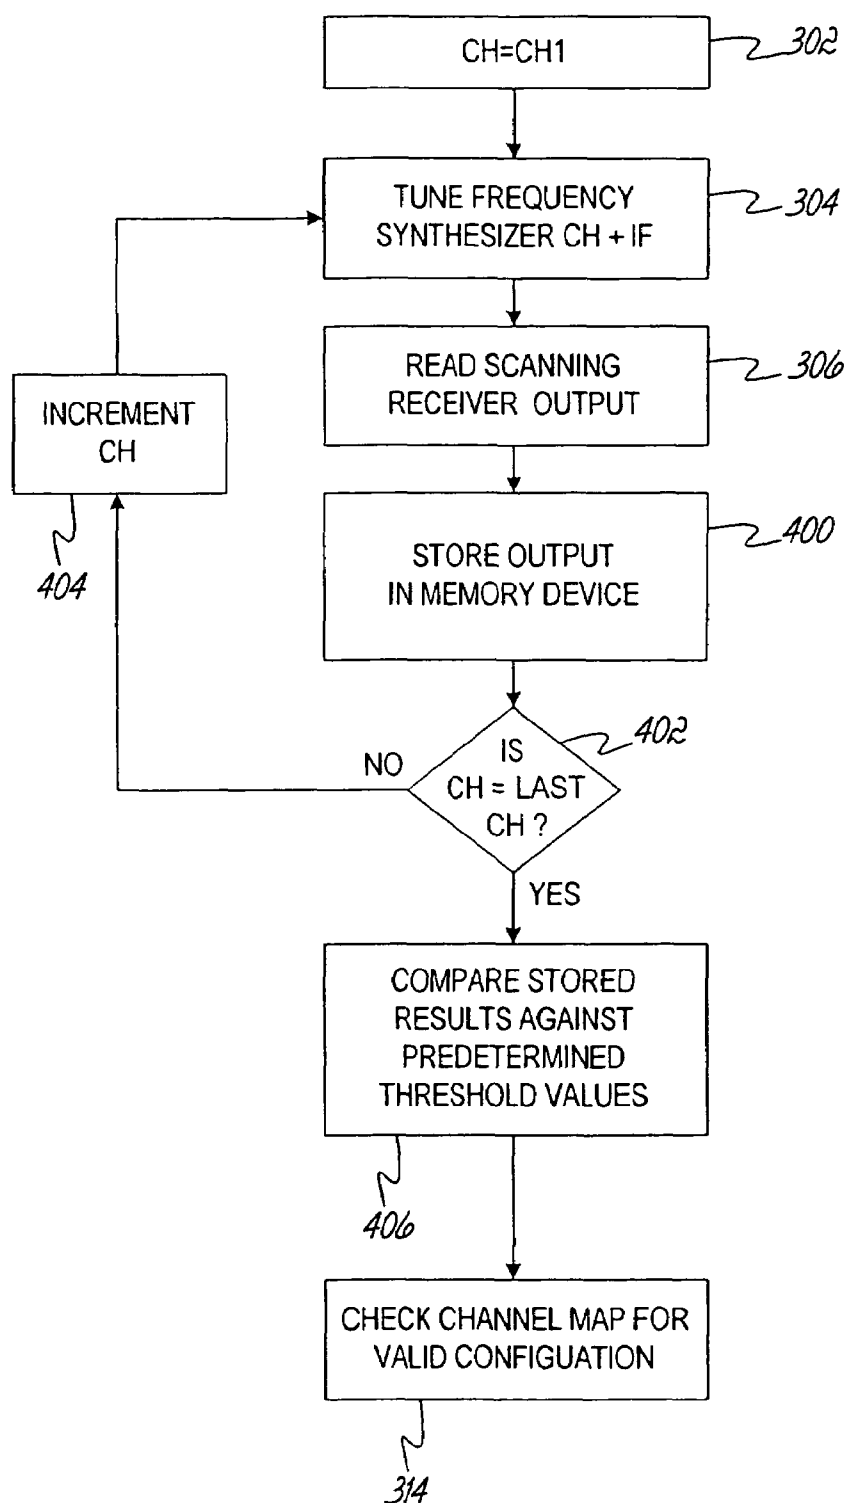 CH=CH1
302
TUNE FREQUENCY
SYNTHESIZER CH + IF
304
READ SCANNING
RECEIVER OUTPUT
306
INCREMENT
CH
404
STORE OUTPUT
IN MEMORY DEVICE
400
IS
CH = LAST
CH ?
402
NO
YES
COMPARE STORED
RESULTS AGAINST
PREDETERMINED
THRESHOLD VALUES
406
CHECK CHANNEL MAP FOR
VALID CONFIGUATION
314